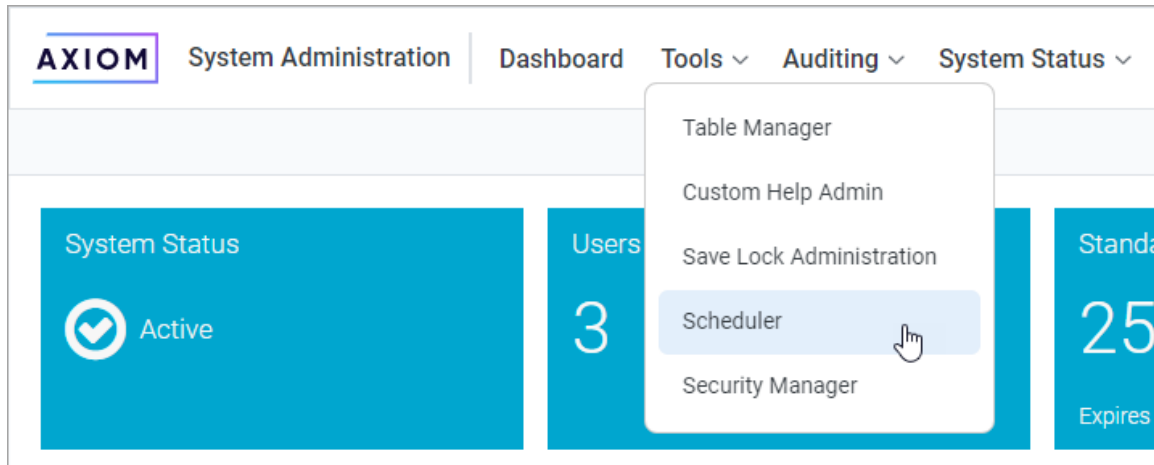 AXIOM System Administration Dashboard Tools Auditing System Status
Table Manager
Custom Help Admin
Save Lock Administration
Scheduler
Security Manager
System Status
Active
Users
3
25
Expires